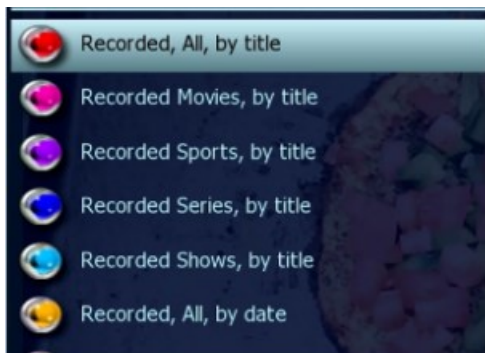 Recorded, All, by title
Recorded Movies, by title
Recorded Sports, by title
Recorded Series, by title
Recorded Shows, by title
Recorded, All, by date